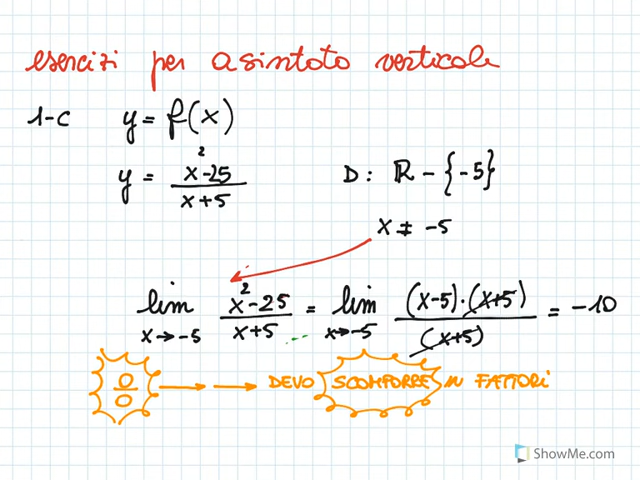 esercizi per asintoto verticale
1-c y = f(x)
y = (x²-25)/(x+5) D: ℝ - {-5}
x ≠ -5
lim x→-5 (x²-25)/(x+5) = lim x→-5 ((x-5)·(x+5))/(x+5) = -10
0/0 → → DEVO SCOMPORRE IN FATTORI
ShowMe.com